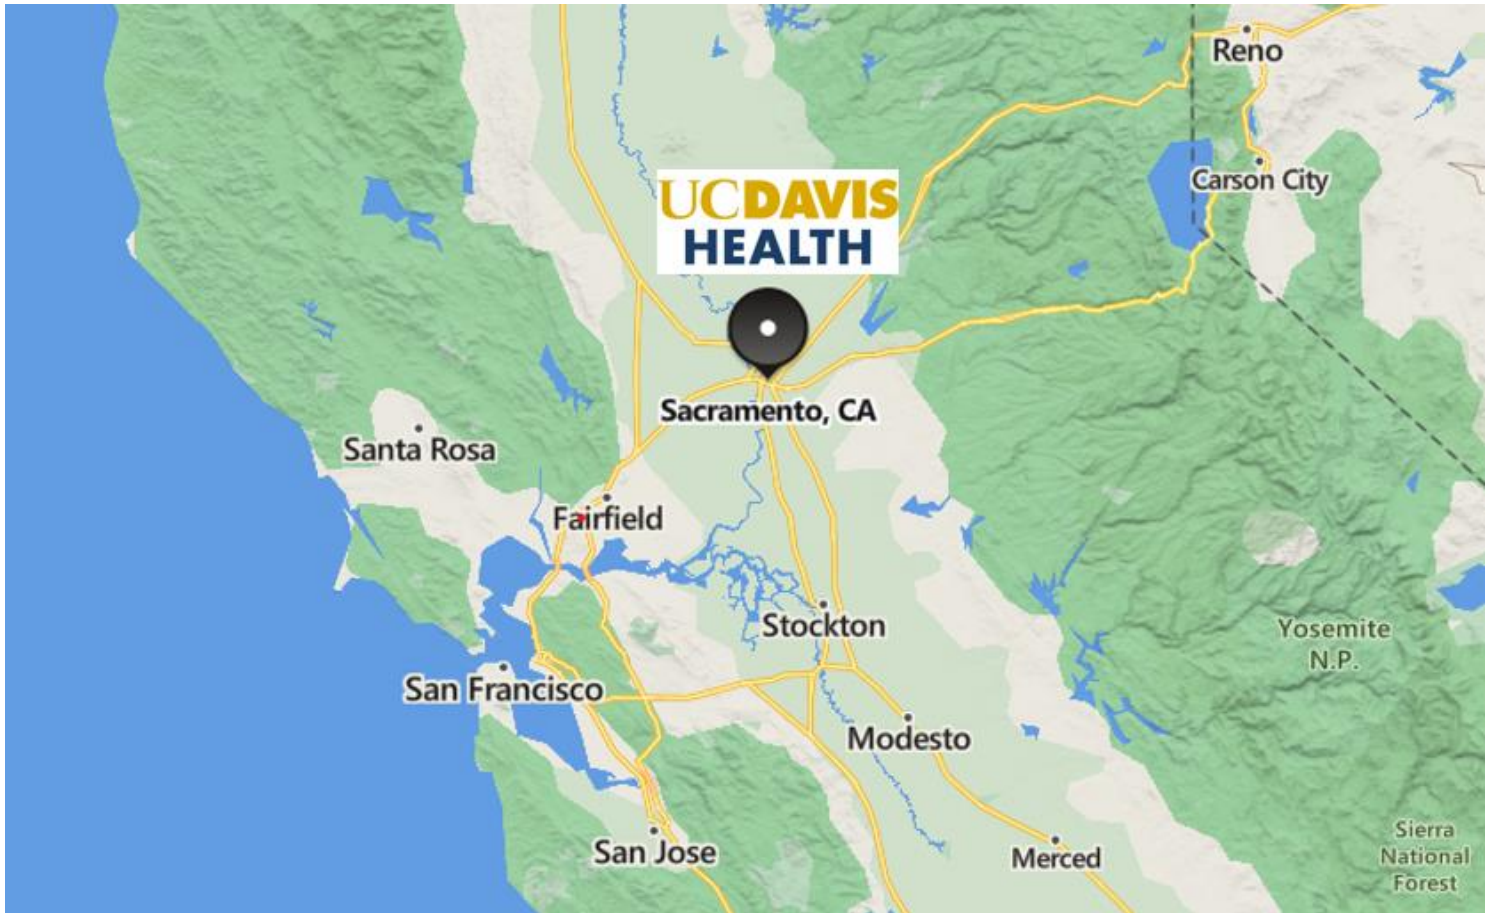 Reno
Carson City
UCDAVIS
HEALTH
Sacramento, CA
Santa Rosa
Fairfield
Stockton
Yosemite
N.P.
San Francisco
Modesto
San Jose
Merced
Sierra
National
Forest